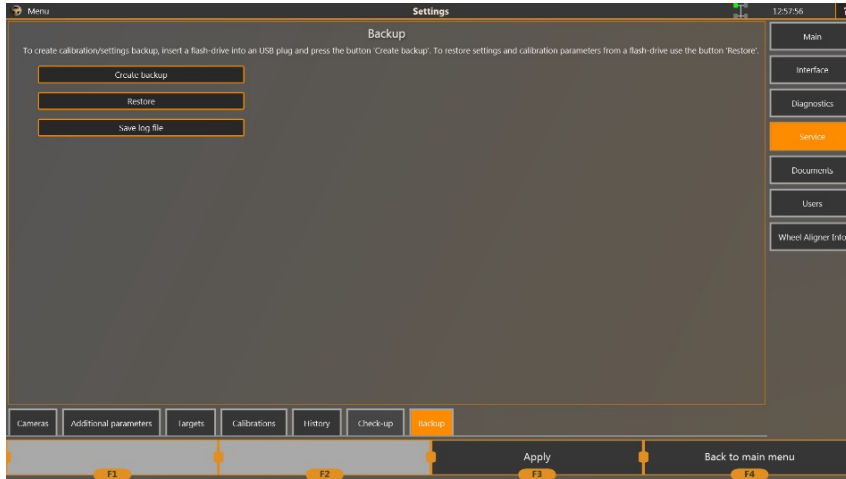 Menu
Settings
12:57:56
Backup
To create calibration/settings backup, insert a flash-drive into an USB plug and press the button 'Create backup'. To restore settings and calibration parameters from a flash-drive use the button 'Restore'.
Create backup
Restore
Save log file
Main
Interface
Diagnostics
Service
Documents
Users
Wheel Aligner Info
Cameras
Additional parameters
Targets
Calibrations
History
Check-up
Backup
Apply
Back to main menu
F1
F2
F3
F4